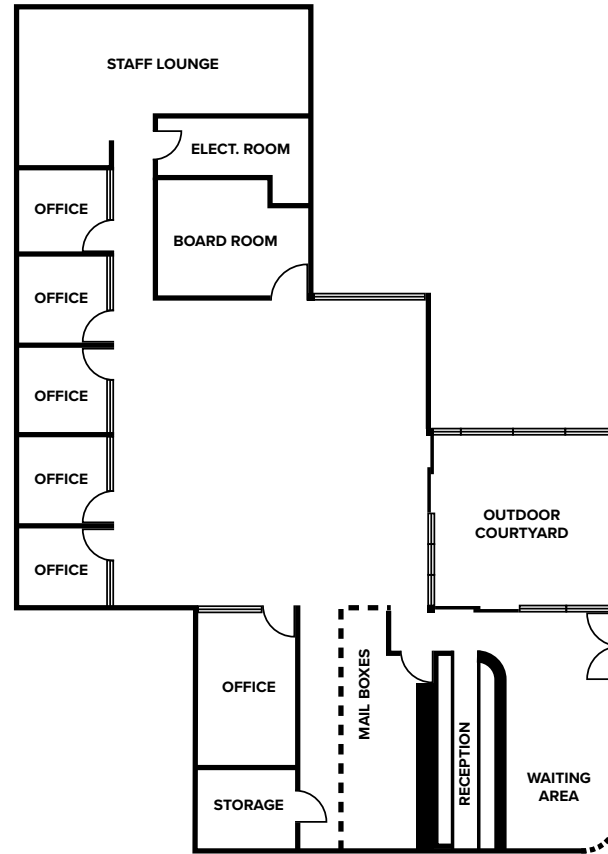 STAFF LOUNGE
ELECT. ROOM
OFFICE
BOARD ROOM
OFFICE
OFFICE
OFFICE
OUTDOOR
COURTYARD
OFFICE
OFFICE
MAIL BOXES
RECEPTION
WAITING
AREA
STORAGE